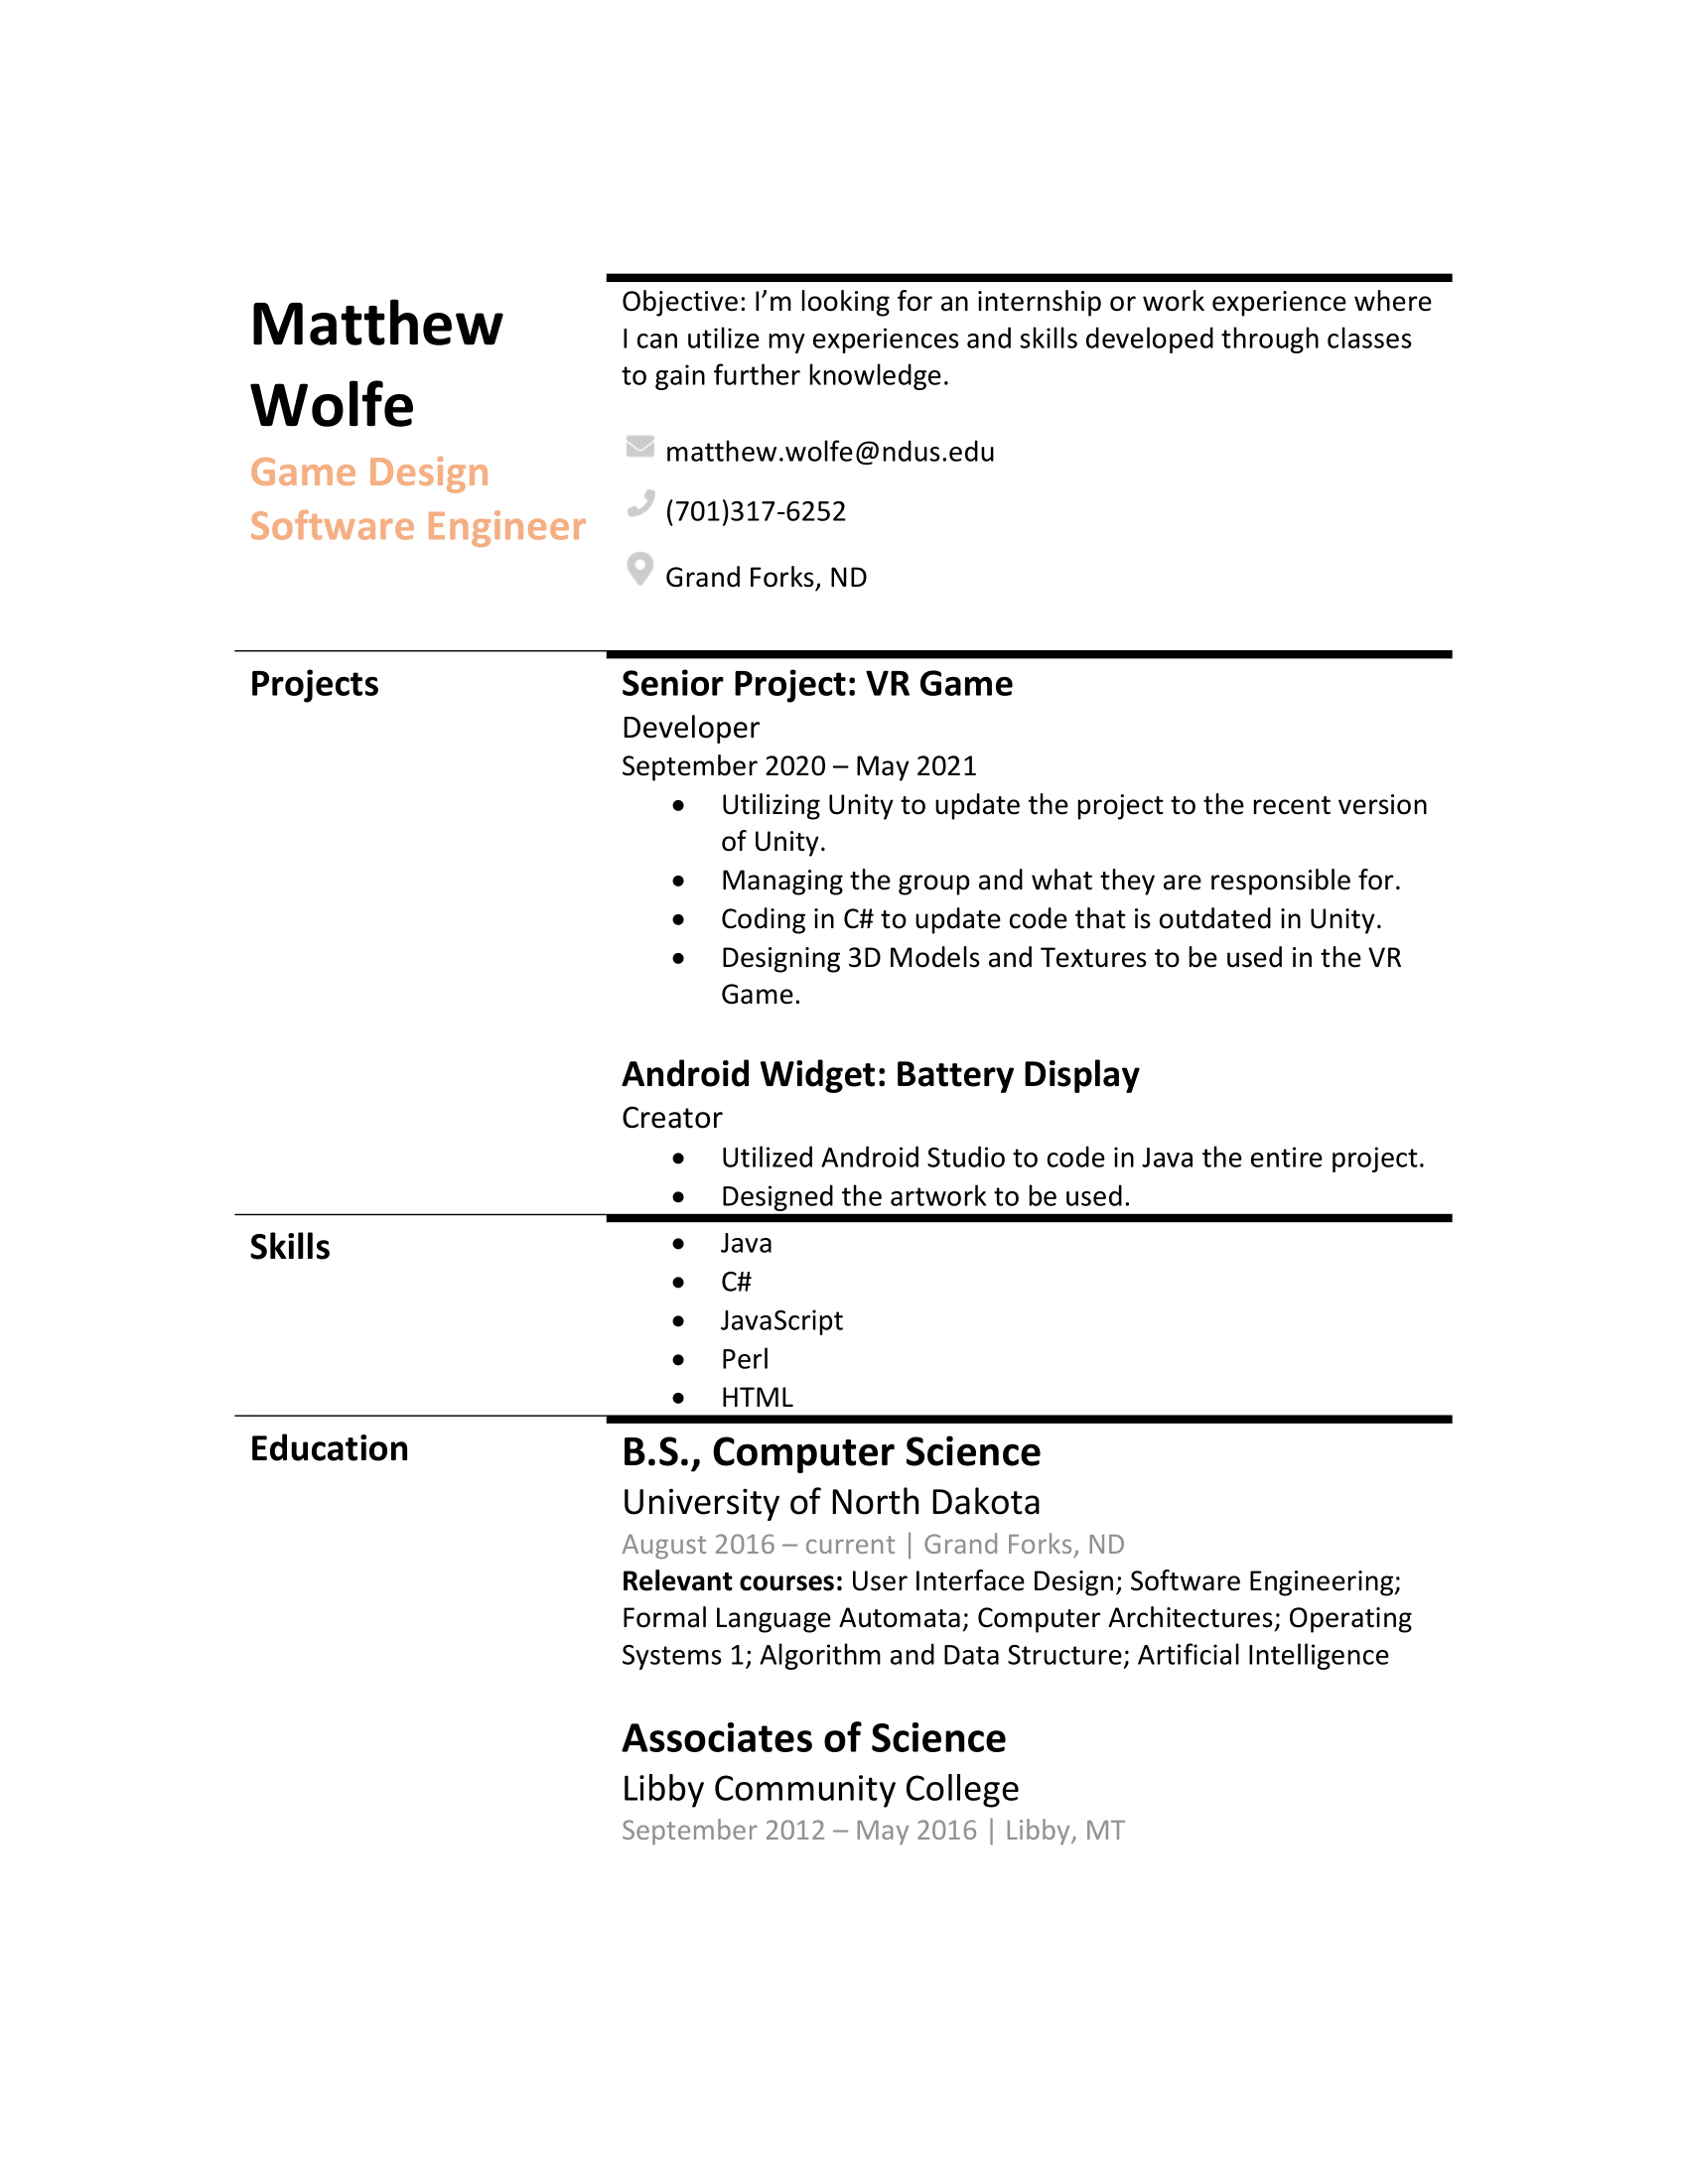 Matthew
Wolfe
Game Design
Software Engineer
Objective: I’m looking for an internship or work experience where
I can utilize my experiences and skills developed through classes
to gain further knowledge.
matthew.wolfe@ndus.edu
(701)317-6252
Grand Forks, ND
Projects
Senior Project: VR Game
Developer
September 2020 – May 2021
• Utilizing Unity to update the project to the recent version
of Unity.
• Managing the group and what they are responsible for.
• Coding in C# to update code that is outdated in Unity.
• Designing 3D Models and Textures to be used in the VR
Game.
Android Widget: Battery Display
Creator
• Utilized Android Studio to code in Java the entire project.
• Designed the artwork to be used.
Skills
• Java
• C#
• JavaScript
• Perl
• HTML
Education
B.S., Computer Science
University of North Dakota
August 2016 – current | Grand Forks, ND
Relevant courses: User Interface Design; Software Engineering;
Formal Language Automata; Computer Architectures; Operating
Systems 1; Algorithm and Data Structure; Artificial Intelligence
Associates of Science
Libby Community College
September 2012 – May 2016 | Libby, MT